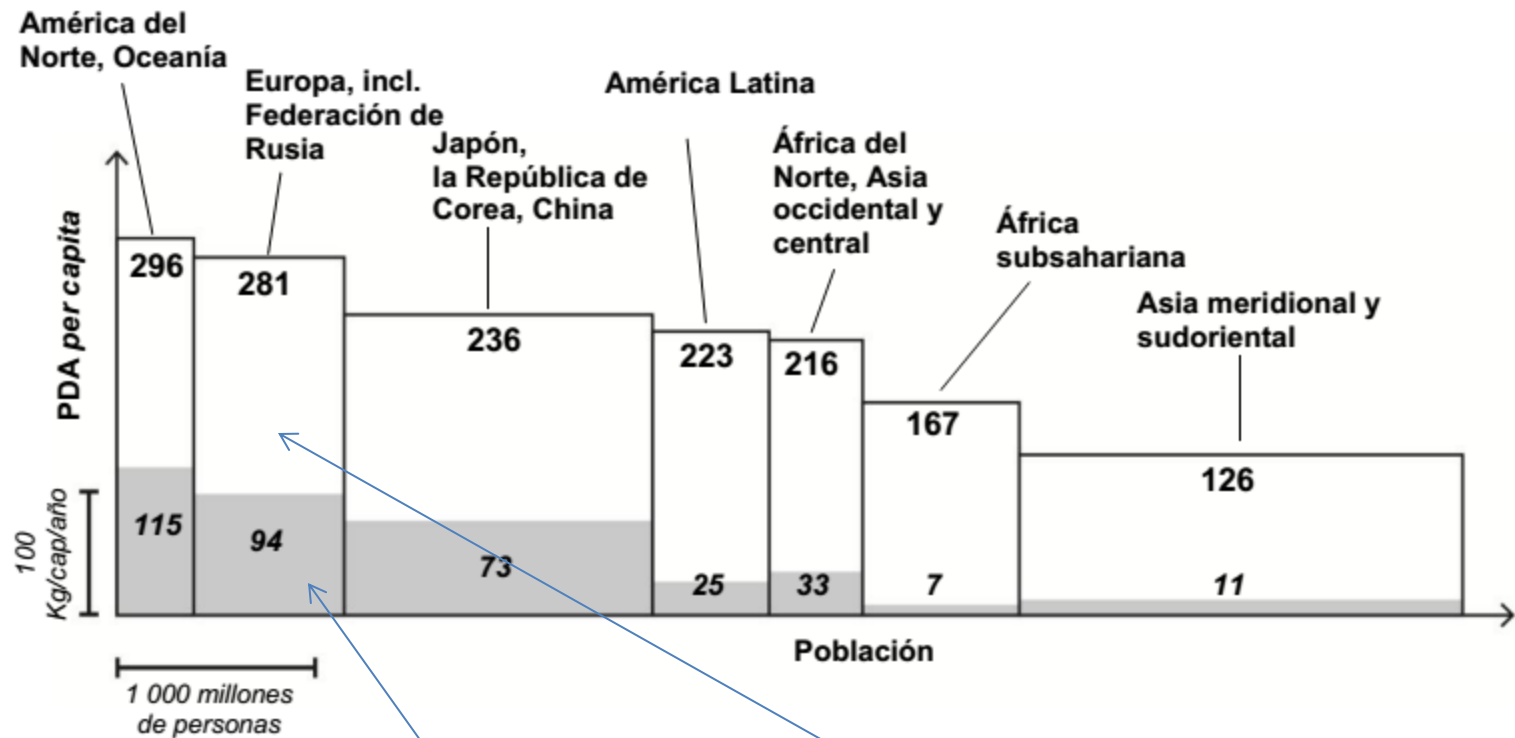 América del
Norte, Oceanía
Europa, incl.
Federación de
Rusia
Japón,
la República de
Corea, China
América Latina
África del
Norte, Asia
occidental y
central
África
subsahariana
Asia meridional y
sudoriental
PDA per capita
296
281
236
223
216
167
126
100
Kg/cap/año
115
94
73
25
33
7
11
Población
1 000 millones
de personas